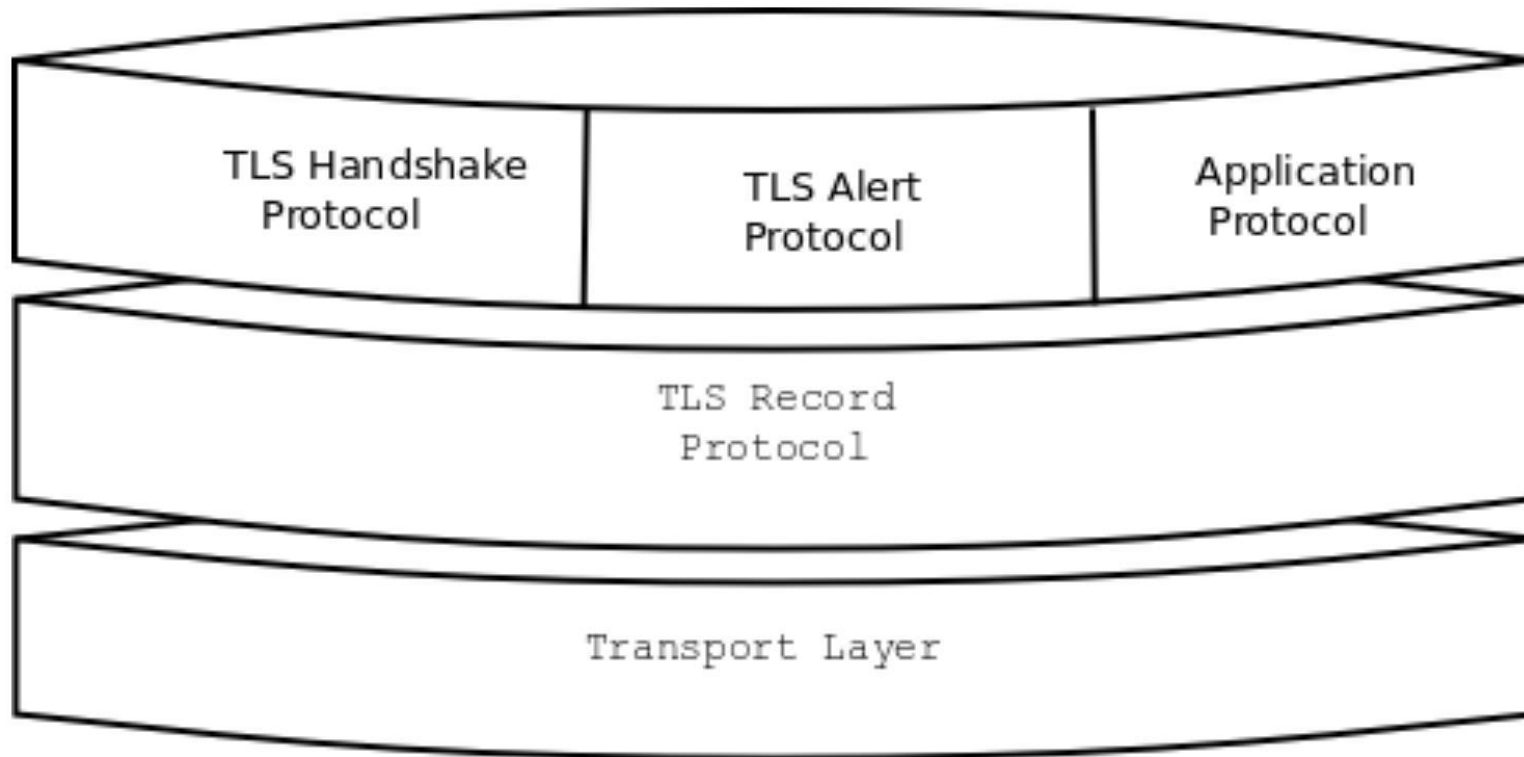 TLS Handshake
Protocol
TLS Alert
Protocol
Application
Protocol
TLS Record
Protocol
Transport Layer